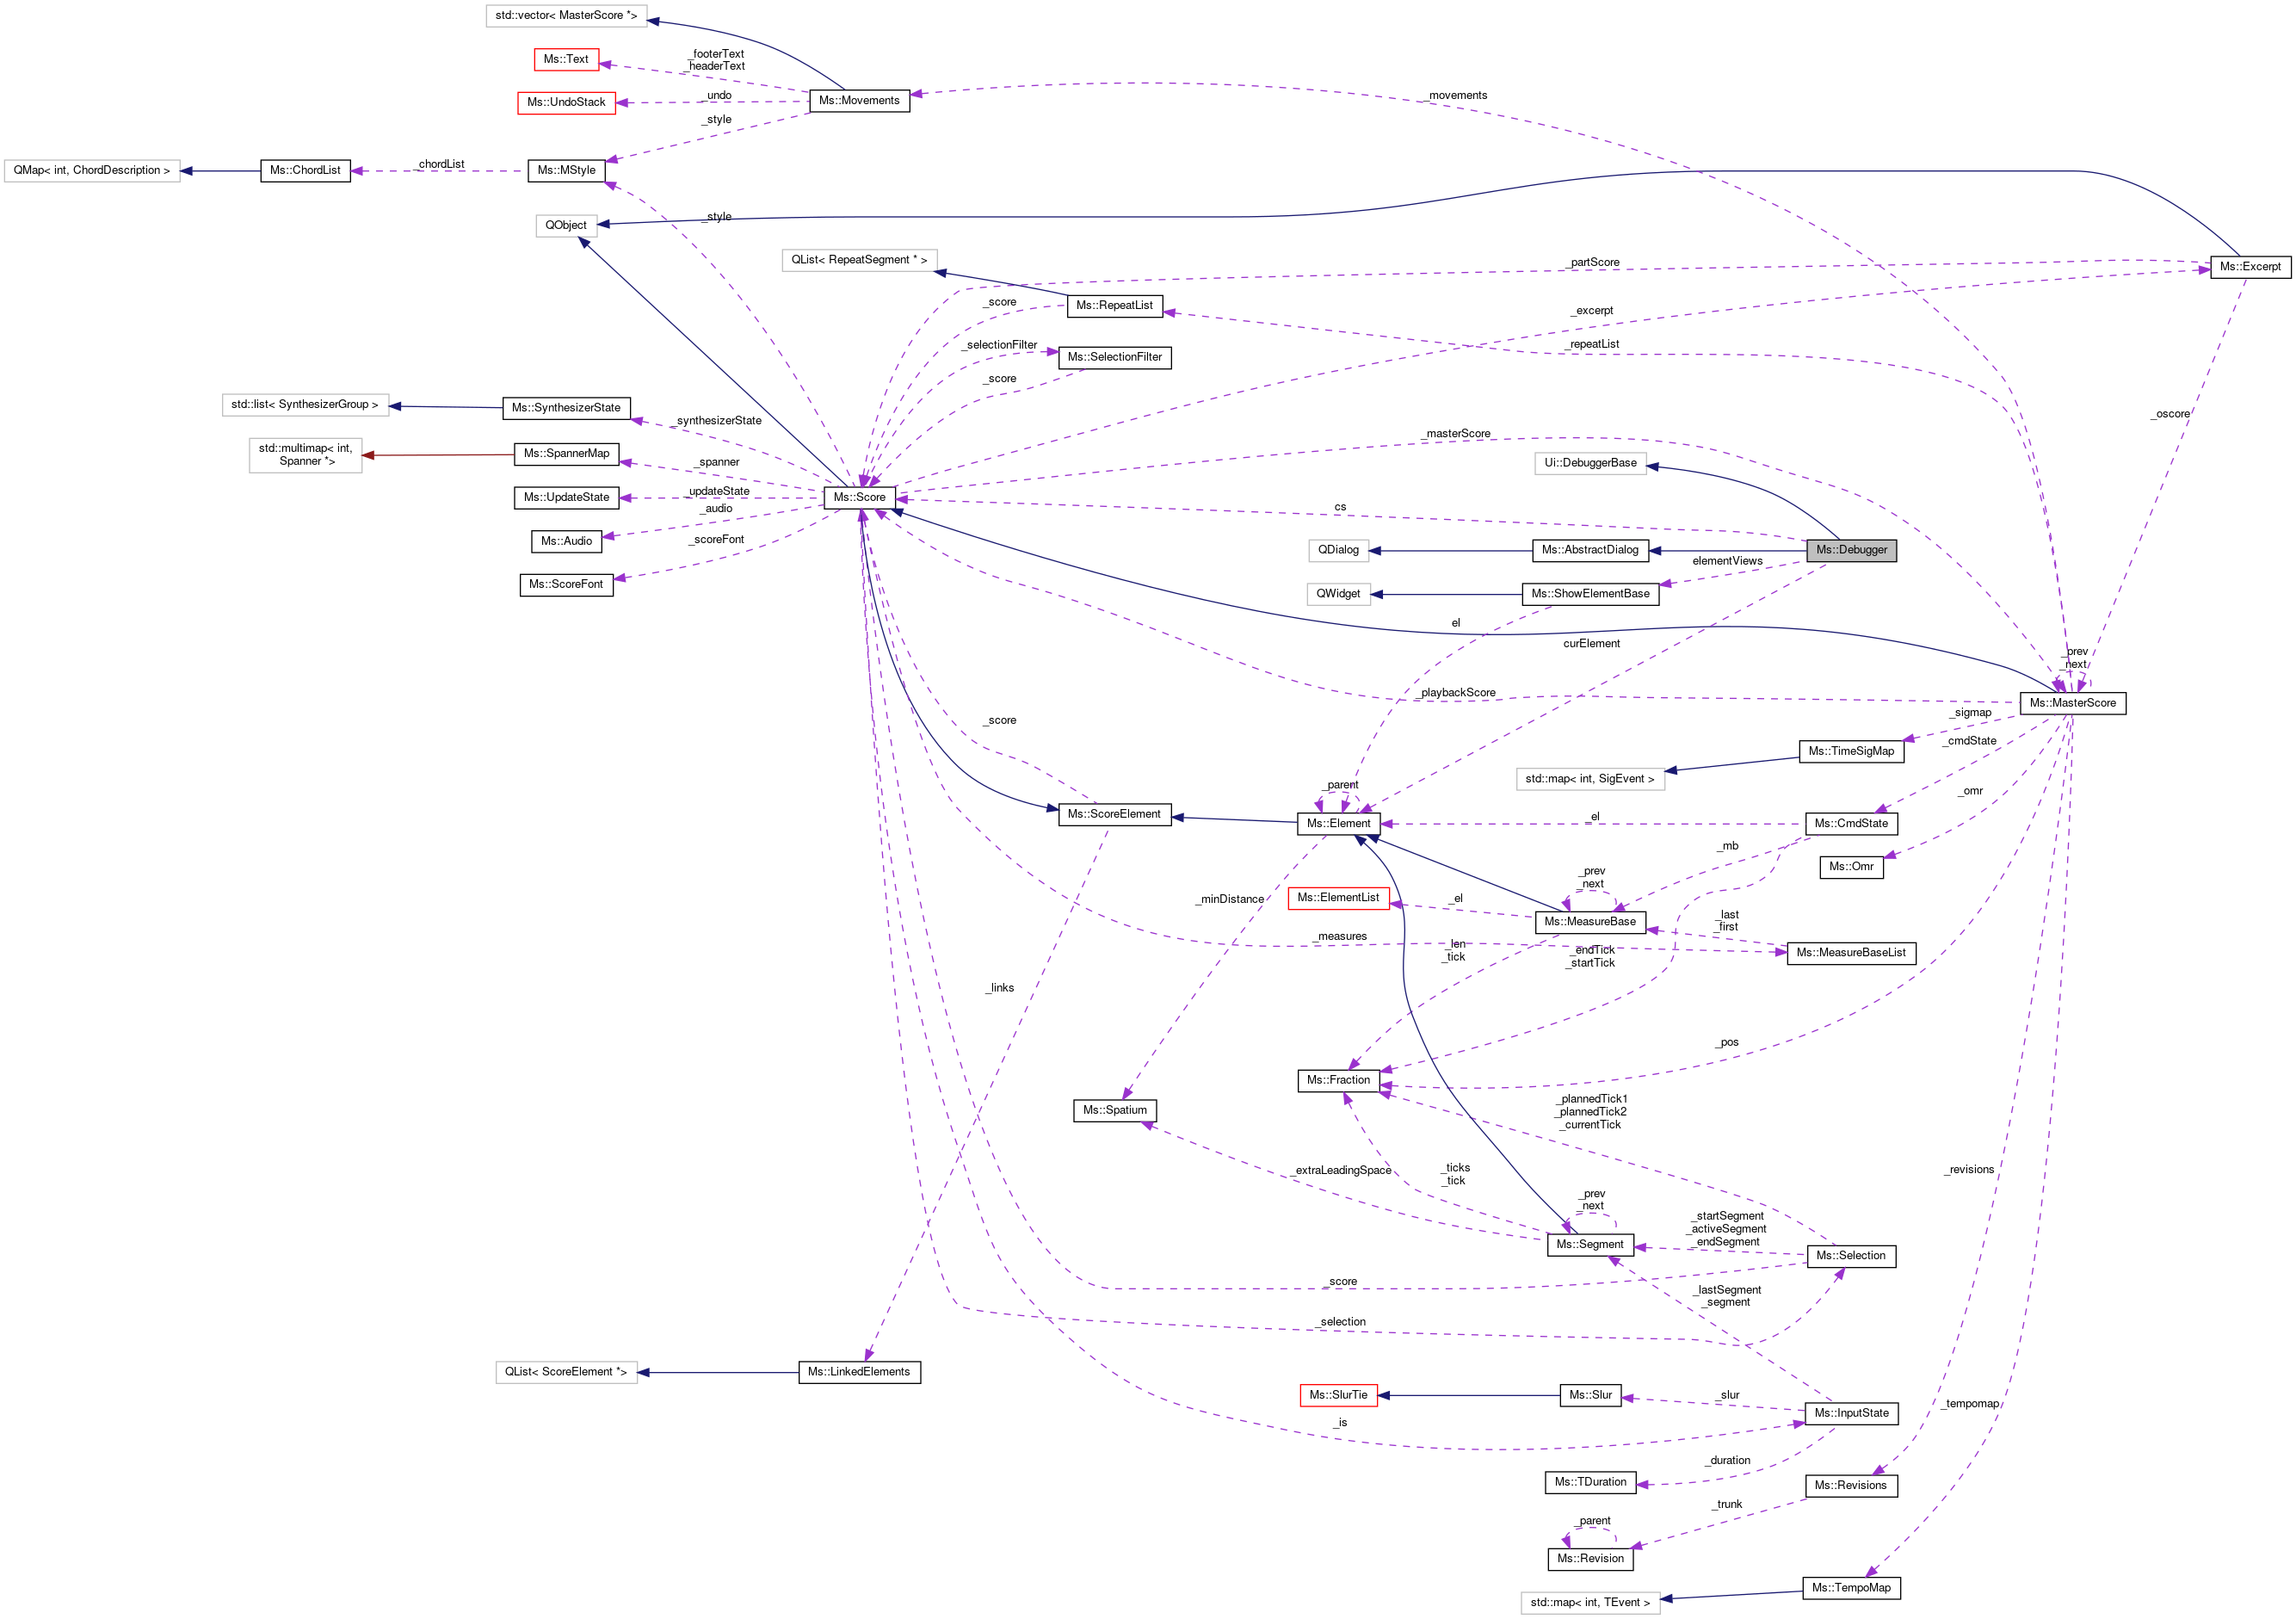 std::vector< MasterScore *>
Ms::Text
_footerText
_headerText
Ms::UndoStack
_undo
Ms::Movements
_movements
_style
QMap< int, ChordDescription >
Ms::ChordList
_chordList
Ms::MStyle
QObject
_style
QList< RepeatSegment * >
_partScore
Ms::Excerpt
Ms::RepeatList
_score
_excerpt
_selectionFilter
Ms::SelectionFilter
_repeatList
_score
std::list< SynthesizerGroup >
Ms::SynthesizerState
_synthesizerState
_oscore
_masterScore
std::multimap< int,
Spanner *>
Ms::SpannerMap
_spanner
Ui::DebuggerBase
Ms::UpdateState
_updateState
Ms::Score
cs
_audio
Ms::Audio
_scoreFont
QDialog
Ms::AbstractDialog
Ms::Debugger
elementViews
Ms::ScoreFont
QWidget
Ms::ShowElementBase
el
curElement
_prev
_next
_playbackScore
Ms::MasterScore
_score
_sigmap
_cmdState
Ms::TimeSigMap
std::map< int, SigEvent >
_parent
_omr
Ms::ScoreElement
Ms::Element
_el
Ms::CmdState
_mb
Ms::Omr
_prev
_next
_minDistance
Ms::ElementList
_el
Ms::MeasureBase
_last
_first
_measures
_len
_tick
_endTick
_startTick
Ms::MeasureBaseList
_links
_pos
Ms::Fraction
Ms::Spatium
_plannedTick1
_plannedTick2
_currentTick
_extraLeadingSpace
_ticks
_tick
_revisions
_prev
_next
_startSegment
_activeSegment
_endSegment
Ms::Segment
Ms::Selection
_score
_lastSegment
_segment
_selection
QList< ScoreElement *>
Ms::LinkedElements
Ms::SlurTie
Ms::Slur
_slur
Ms::InputState
_tempomap
_is
_duration
Ms::TDuration
Ms::Revisions
_trunk
_parent
Ms::Revision
Ms::TempoMap
std::map< int, TEvent >